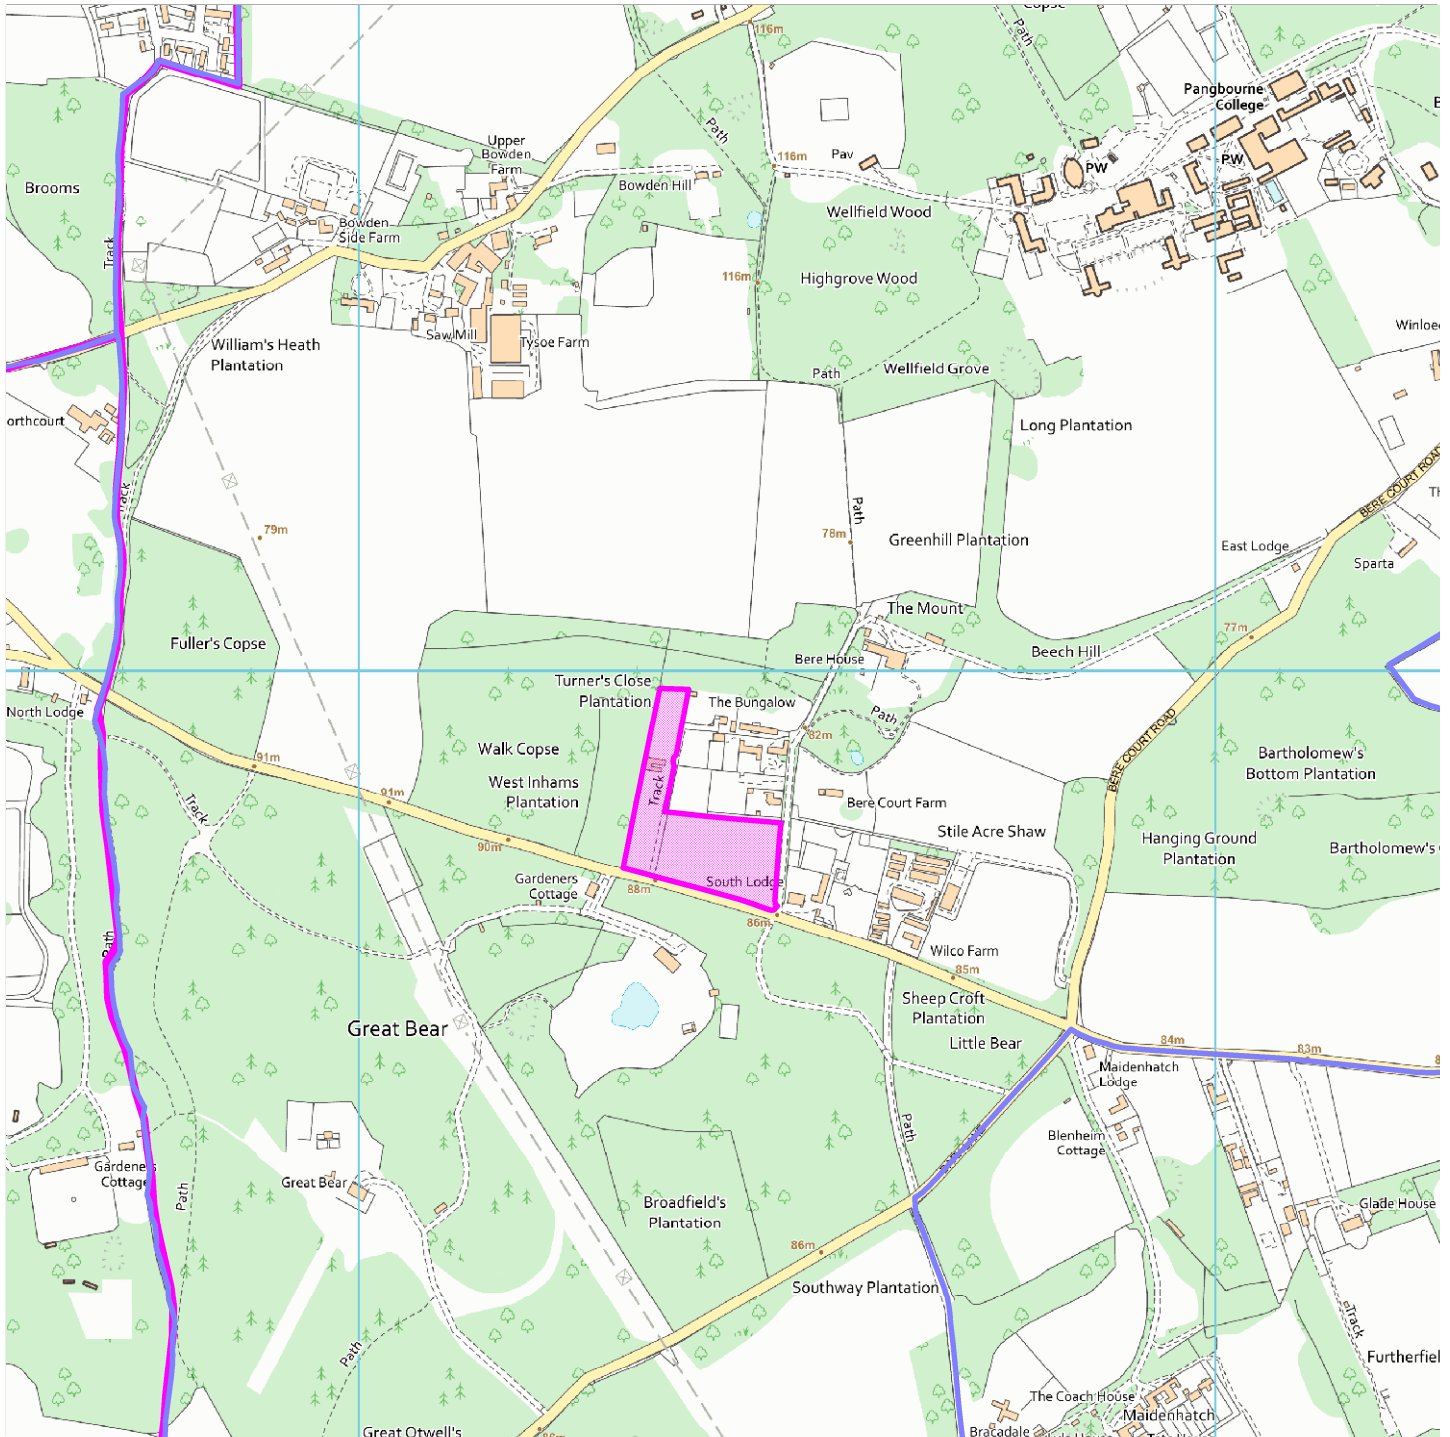 Copse
Path
116m
Pangbourne
College
Path
Upper
Bowden
Farm
116m
Pav
PW
PW
Brooms
Bowden Hill
Wellfield Wood
Bowden
Side Farm
Track
116m
Highgrove Wood
William's Heath
Plantation
Saw Mill
Tysoe Farm
Winloe
Path
Wellfield Grove
orthcourt
Long Plantation
BERE COURT ROAD
Track
Path
79m
78m
Greenhill Plantation
East Lodge
Sparta
The Mount
77m
Fuller's Copse
Bere House
Beech Hill
Turner's Close
Plantation
The Bungalow
North Lodge
Path
82m
BERE COURT ROAD
Walk Copse
91m
Bartholomew's
Bottom Plantation
West Inhams
Plantation
Track
Track
91m
Bere Court Farm
Stile Acre Shaw
Hanging Ground
Plantation
Bartholomew's
90m
Gardeners
Cottage
88m
South Lodge
86m
Path
Wilco Farm
85m
Sheep Croft
Plantation
Great Bear
Little Bear
84m
83m
Maidenhatch
Lodge
Path
Blenheim
Cottage
Gardeners
Cottage
Path
Great Bear
Broadfield's
Plantation
Glade House
86m
Southway Plantation
Track
Path
Furtherfiel
The Coach House
Maidenhatch
Great Otwell's
86m
Bracadale